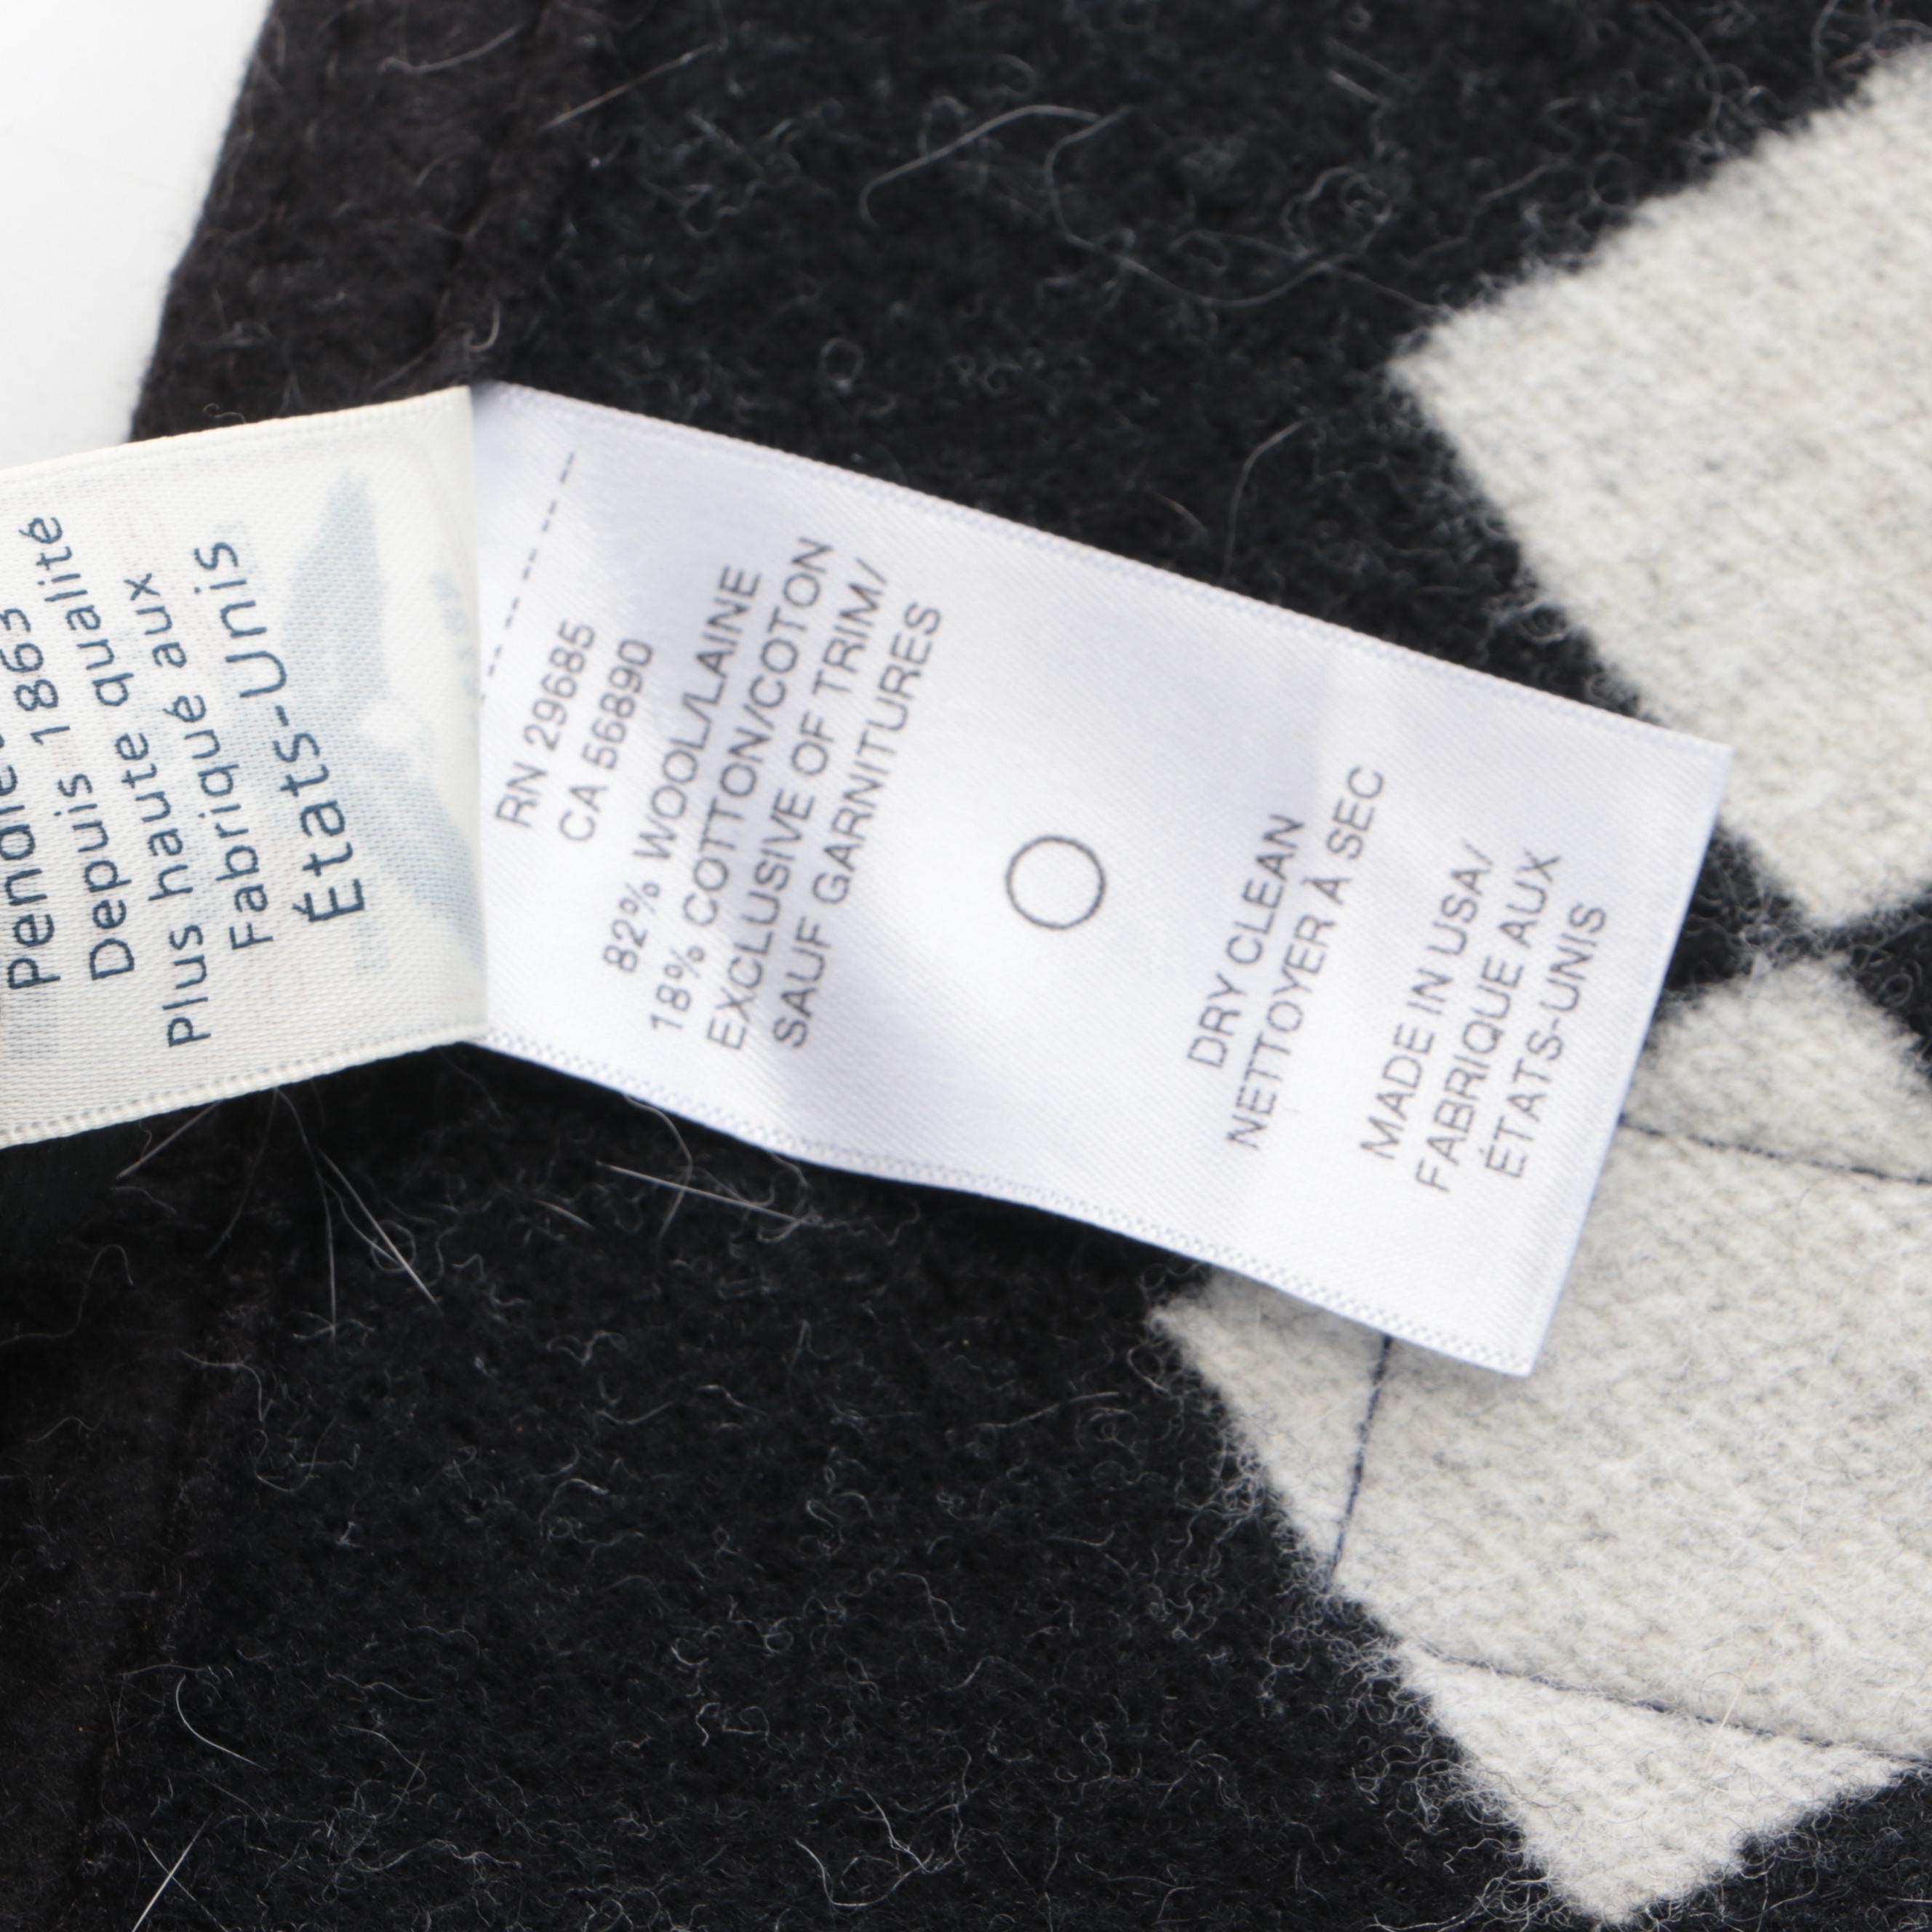 1863
Depuis qualité
Plus haute aux
Fabriqué
États-Unis
RN 29685
CA 56890
82% WOOL/LAINE
18% COTTON/COTON
EXCLUSIVE OF TRIM/
SAUF GARNITURES
DRY CLEAN
NETTOYER À SEC
MADE IN USA/
FABRIQUE AUX
ÉTATS-UNIS